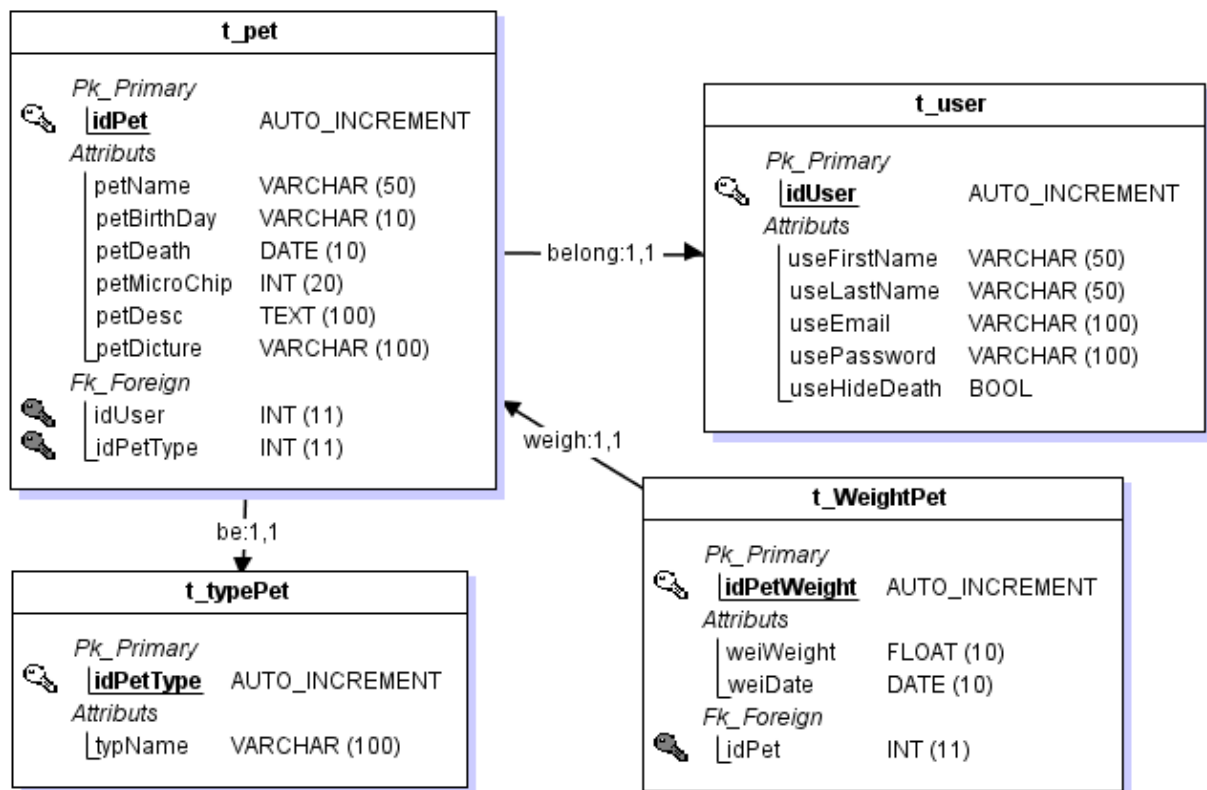 t_pet
Pk_Primary
idPet AUTO_INCREMENT
Attributs
petName VARCHAR (50)
petBirthDay VARCHAR (10)
petDeath DATE (10)
petMicroChip INT (20)
petDesc TEXT (100)
petDicture VARCHAR (100)
Fk_Foreign
idUser INT (11)
idPetType INT (11)
belong:1,1
t_user
Pk_Primary
idUser AUTO_INCREMENT
Attributs
useFirstName VARCHAR (50)
useLastName VARCHAR (50)
useEmail VARCHAR (100)
usePassword VARCHAR (100)
useHideDeath BOOL
weigh:1,1
be:1,1
t_typePet
Pk_Primary
idPetType AUTO_INCREMENT
Attributs
typName VARCHAR (100)
t_WeightPet
Pk_Primary
idPetWeight AUTO_INCREMENT
Attributs
weiWeight FLOAT (10)
weiDate DATE (10)
Fk_Foreign
idPet INT (11)